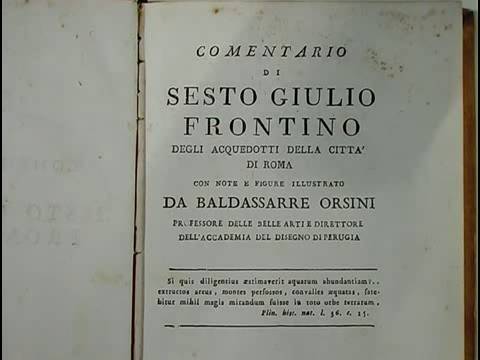 COMENTARIO
DI
SESTO GIULIO
FRONTINO
DEGLI ACQUEDOTTI DELLA CITTA'
DI ROMA
CON NOTE E FIGURE ILLUSTRATO
DA BALDASSARRE ORSINI
PROFESSORE DELLE BELLE ARTI E DIRETTORE
DELL'ACCADEMIA DEL DISEGNO DI PERUGIA
Si quis diligentius æstimaverit aquarum abundantiam..
extructos arcus, montes perfossos, convalles æquatas, fate-
bitur nihil magis mirandum fuisse in toto orbe terrarum.
Plin. hist. nat. l. 36. c. 15.